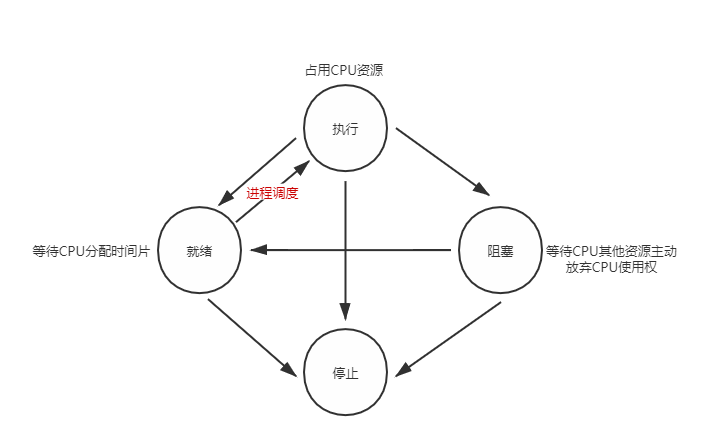 占用CPU资源
执行
进程调度
等待CPU分配时间片
就绪
阻塞
等待CPU其他资源主动
放弃CPU使用权
停止